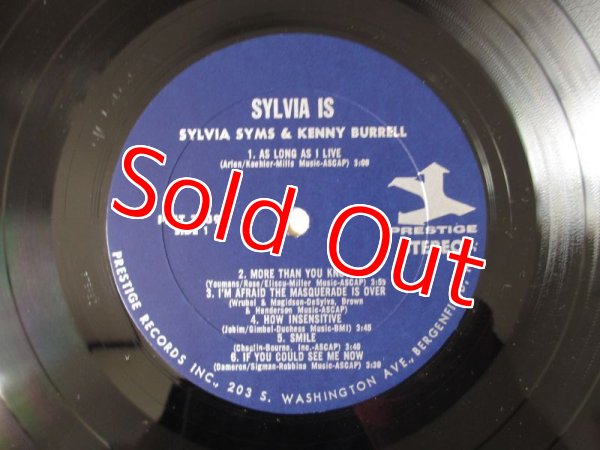 SYLVIA IS
SYLVIA SYMS & KENNY BURRELL
1. AS LONG AS I LIVE
(Arlen/Koehler-Mills Music-ASCAP) 3:09
Sold Out
SIDE 1
PRESTIGE
STEREO
2. MORE THAN YOU
(Youmans/Rose/Eliscu-Miller Music-ASCAP) 3:59
3. I'M AFRAID THE MASQUERADE IS OVER
(Wrubel & Magidson-DeSylva, Brown
& Henderson Music-ASCAP)
4. HOW INSENSITIVE
(Jobim/Gimbel-Duchess Music-BMI) 3:45
5. SMILE
(Chaplin-Bourne, Inc.-ASCAP) 3:40
6. IF YOU COULD SEE ME NOW
(Dameron/Sigman-Robbins Music-ASCAP) 3:30
PRESTIGE RECORDS INC., 203 S. WASHINGTON AVE., BERGENFIELD,